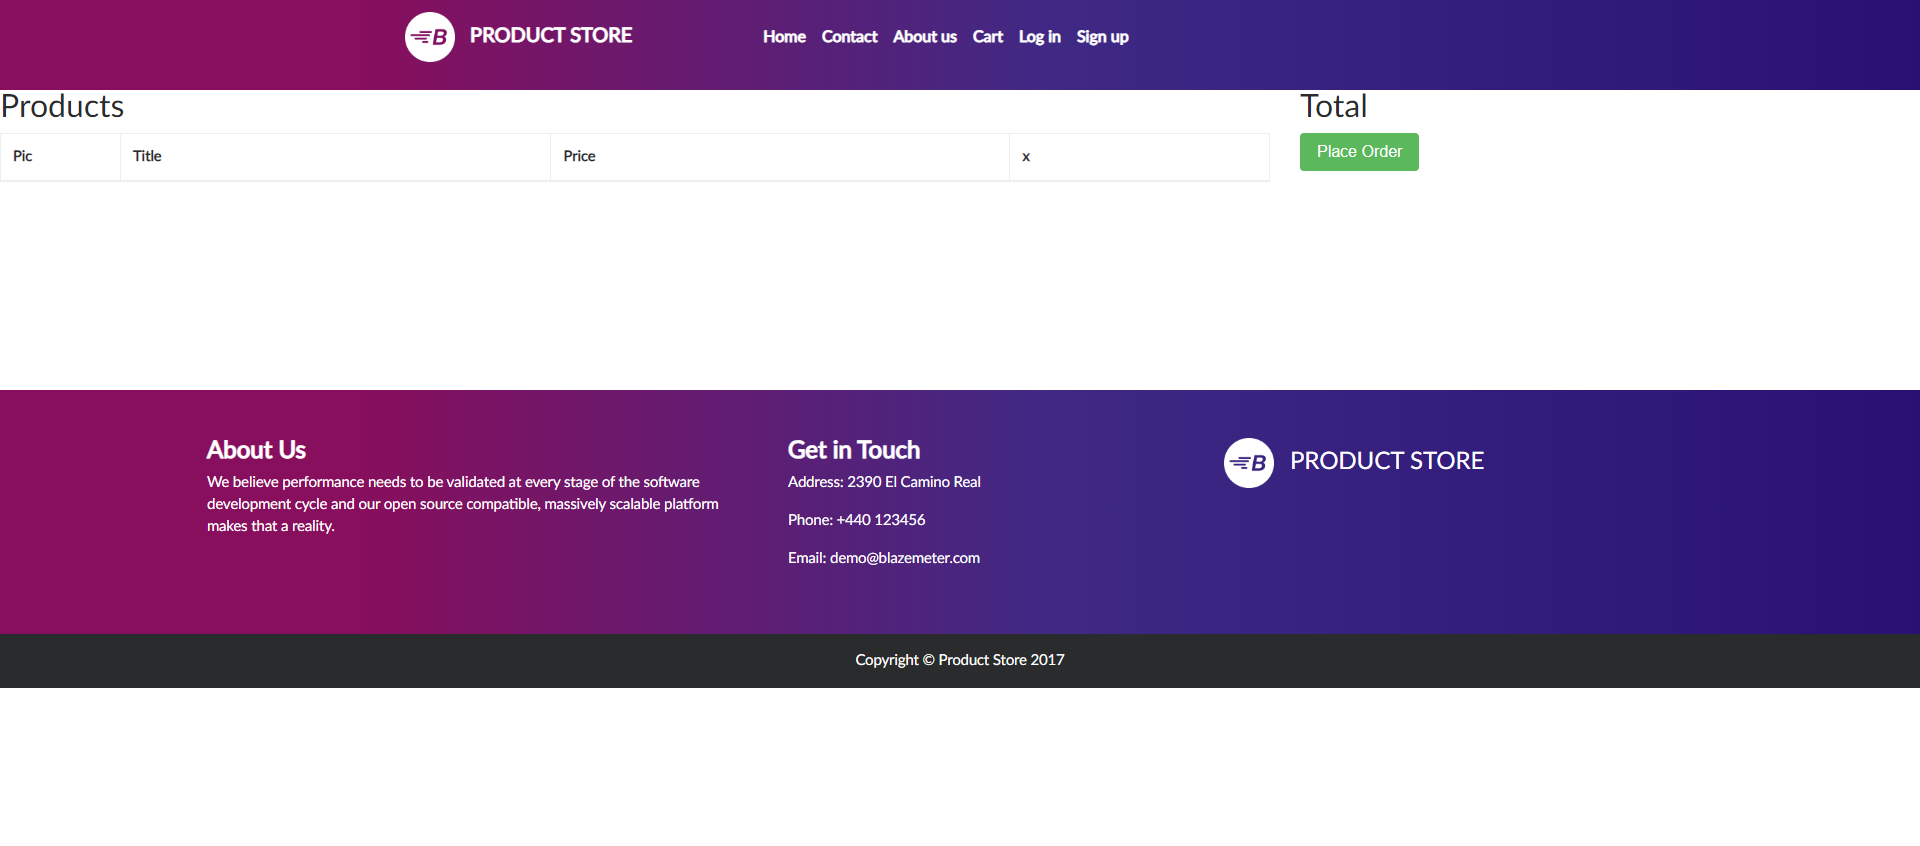 B PRODUCT STORE Home Contact About us Cart Log in Sign up
Products
Total
Pic Title Price x
Place Order
About Us
We believe performance needs to be validated at every stage of the software
development cycle and our open source compatible, massively scalable platform
makes that a reality.
Get in Touch
Address: 2390 El Camino Real
Phone: +440 123456
Email: demo@blazemeter.com
B PRODUCT STORE
Copyright © Product Store 2017